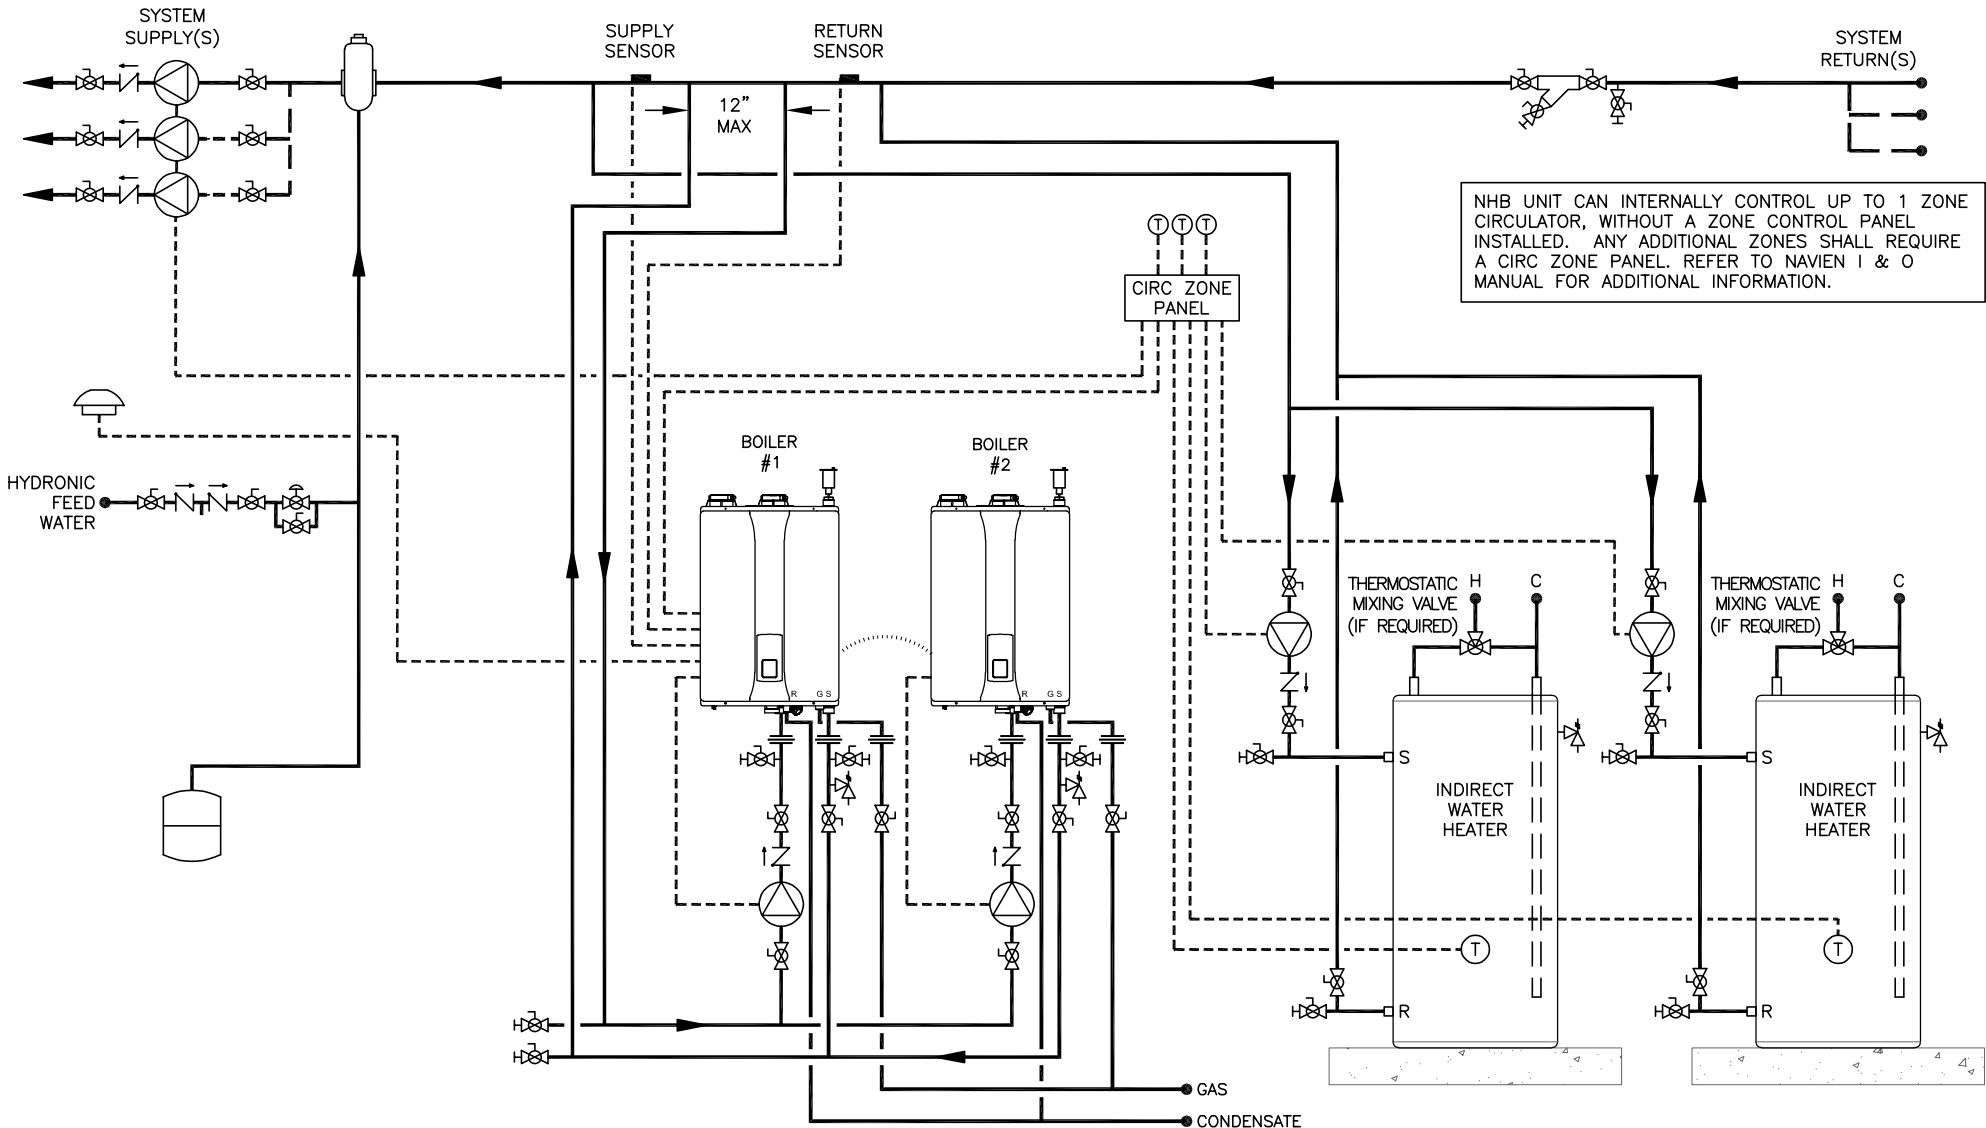 SYSTEM
SUPPLY(S)
SUPPLY
SENSOR
RETURN
SENSOR
SYSTEM
RETURN(S)
12"
MAX
NHB UNIT CAN INTERNALLY CONTROL UP TO 1 ZONE
CIRCULATOR, WITHOUT A ZONE CONTROL PANEL
INSTALLED. ANY ADDITIONAL ZONES SHALL REQUIRE
A CIRC ZONE PANEL. REFER TO NAVIEN I & O
MANUAL FOR ADDITIONAL INFORMATION.
T T T
CIRC ZONE
PANEL
BOILER
#1
BOILER
#2
HYDRONIC
FEED
WATER
THERMOSTATIC
MIXING VALVE
(IF REQUIRED)
H C
THERMOSTATIC
MIXING VALVE
(IF REQUIRED)
H C
R G S
R G S
S
INDIRECT
WATER
HEATER
T
R
S
INDIRECT
WATER
HEATER
T
R
GAS
CONDENSATE